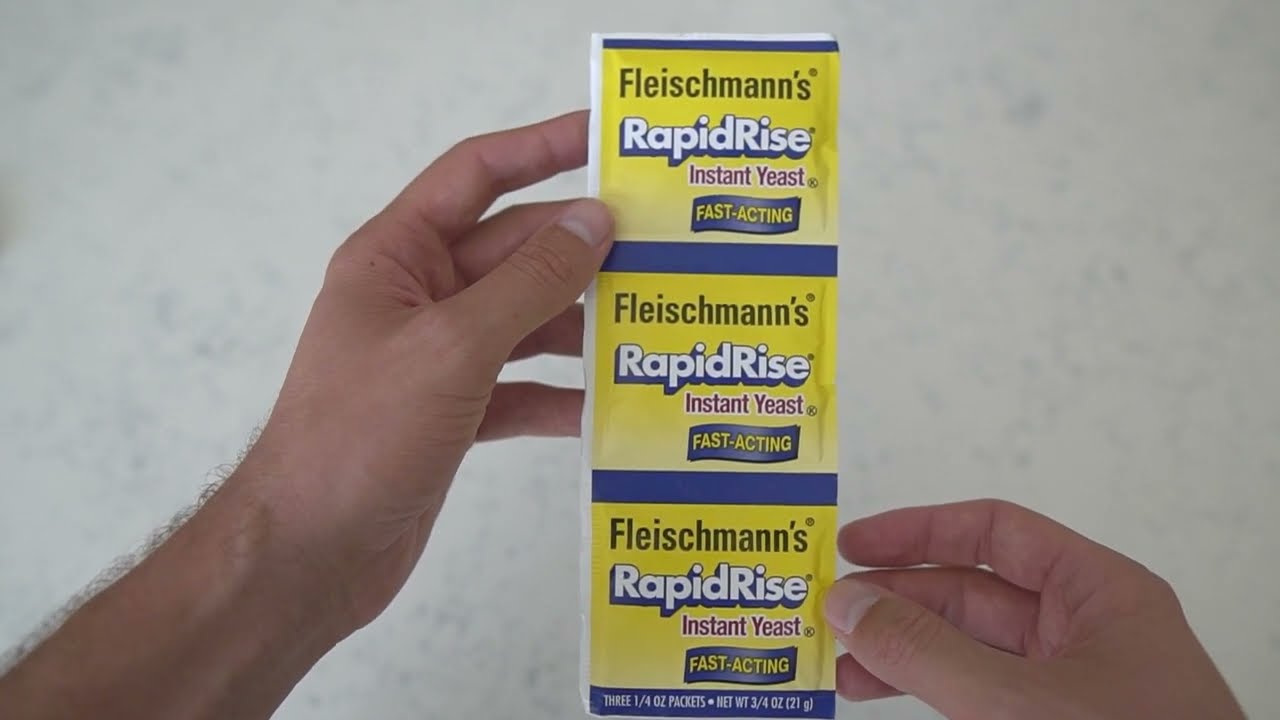 Fleischmann's®
RapidRise®
Instant Yeast®
FAST-ACTING
Fleischmann's®
RapidRise®
Instant Yeast®
FAST-ACTING
Fleischmann's®
RapidRise®
Instant Yeast®
FAST-ACTING
THREE 1/4 OZ PACKETS • NET WT 3/4 OZ (21 g)